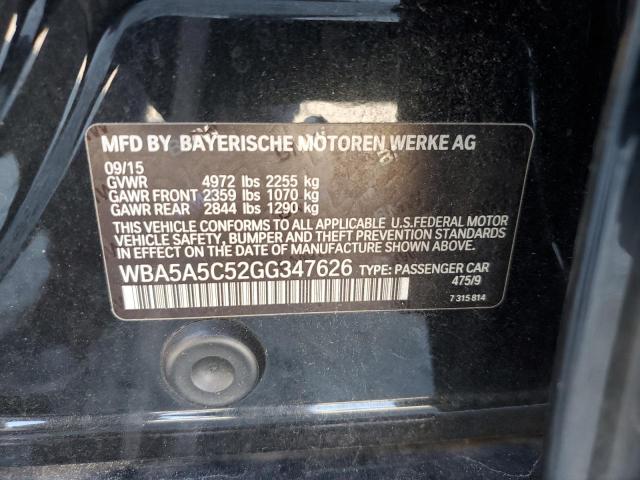 MFD BY BAYERISCHE MOTOREN WERKE AG
09/15
GVWR 4972 lbs 2255 kg
GAWR FRONT 2359 lbs 1070 kg
GAWR REAR 2844 lbs 1290 kg
THIS VEHICLE CONFORMS TO ALL APPLICABLE U.S.FEDERAL MOTOR
VEHICLE SAFETY, BUMPER, AND THEFT PREVENTION STANDARDS
IN EFFECT ON THE DATE OF MANUFACTURE SHOWN ABOVE.
WBA5A5C52GG347626 TYPE: PASSENGER CAR
475/9
7 315 814